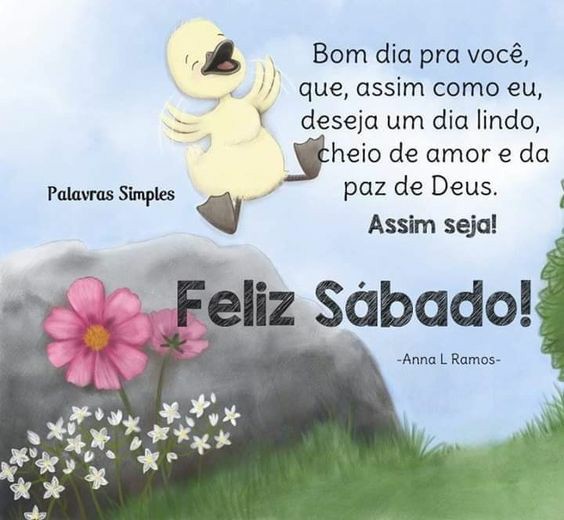 Bom dia pra você,
que, assim como eu,
deseja um dia lindo,
cheio de amor e da
paz de Deus.
Assim seja!
Palavras Simples
Feliz Sábado!
-Anna L Ramos-